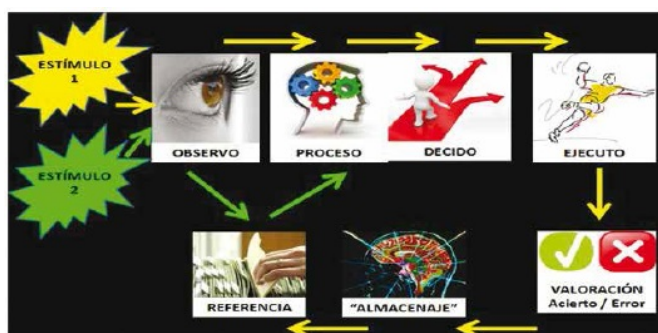 ESTÍMULO
1
ESTÍMULO
2
OBSERVO
PROCESO
DECIDO
EJECUTO
REFERENCIA
"ALMACENAJE"
VALORACIÓN
Acierto / Error